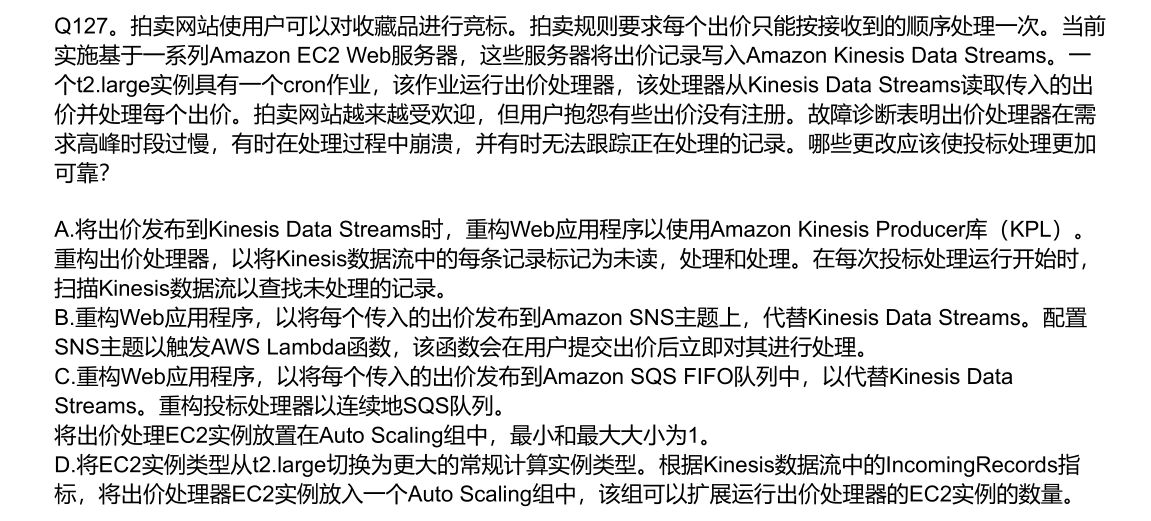 Q127。拍卖网站使用户可以对收藏品进行竞标。拍卖规则要求每个出价只能按接收到的顺序处理一次。当前
实施基于一系列Amazon EC2 Web服务器，这些服务器将出价记录写入Amazon Kinesis Data Streams。一
个t2.large实例具有一个cron作业，该作业运行出价处理器，该处理器从Kinesis Data Streams读取传入的出
价并处理每个出价。拍卖网站越来越受欢迎，但用户抱怨有些出价没有注册。故障诊断表明出价处理器在需
求高峰时段过慢，有时在处理过程中崩溃，并有时无法跟踪正在处理的记录。哪些更改应该使投标处理更加
可靠？
A.将出价发布到Kinesis Data Streams时，重构Web应用程序以使用Amazon Kinesis Producer库（KPL）。
重构出价处理器，以将Kinesis数据流中的每条记录标记为未读，处理和处理。在每次投标处理运行开始时，
扫描Kinesis数据流以查找未处理的记录。
B.重构Web应用程序，以将每个传入的出价发布到Amazon SNS主题上，代替Kinesis Data Streams。配置
SNS主题以触发AWS Lambda函数，该函数会在用户提交出价后立即对其进行处理。
C.重构Web应用程序，以将每个传入的出价发布到Amazon SQS FIFO队列中，以代替Kinesis Data
Streams。重构投标处理器以连续地SQS队列。
将出价处理EC2实例放置在Auto Scaling组中，最小和最大大小为1。
D.将EC2实例类型从t2.large切换为更大的常规计算实例类型。根据Kinesis数据流中的IncomingRecords指
标，将出价处理器EC2实例放入一个Auto Scaling组中，该组可以扩展运行出价处理器的EC2实例的数量。